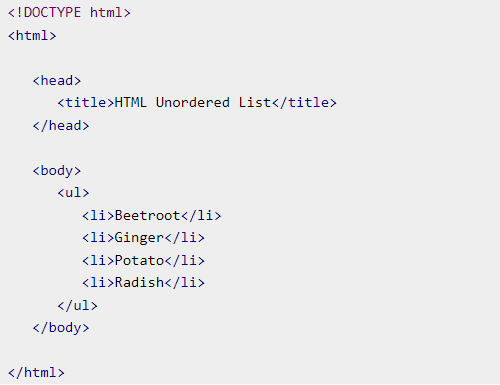 <!DOCTYPE html>
<html>
<head>
<title>HTML Unordered List</title>
</head>
<body>
<ul>
<li>Beetroot</li>
<li>Ginger</li>
<li>Potato</li>
<li>Radish</li>
</ul>
</body>
</html>